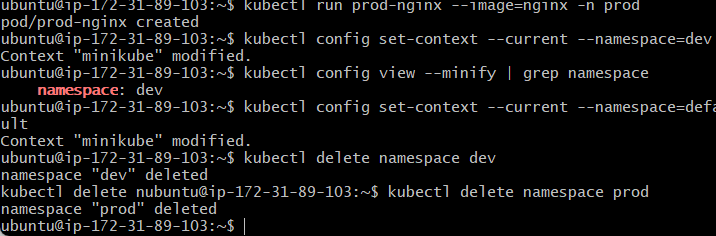 ubuntu@ip-172-31-89-103:~$ kubectl run prod-nginx --image=nginx -n prod
pod/prod-nginx created
ubuntu@ip-172-31-89-103:~$ kubectl config set-context --current --namespace=dev
Context "minikube" modified.
ubuntu@ip-172-31-89-103:~$ kubectl config view --minify | grep namespace
    namespace: dev
ubuntu@ip-172-31-89-103:~$ kubectl config set-context --current --namespace=defa
ult
Context "minikube" modified.
ubuntu@ip-172-31-89-103:~$ kubectl delete namespace dev
namespace "dev" deleted
kubectl delete nubuntu@ip-172-31-89-103:~$ kubectl delete namespace prod
namespace "prod" deleted
ubuntu@ip-172-31-89-103:~$